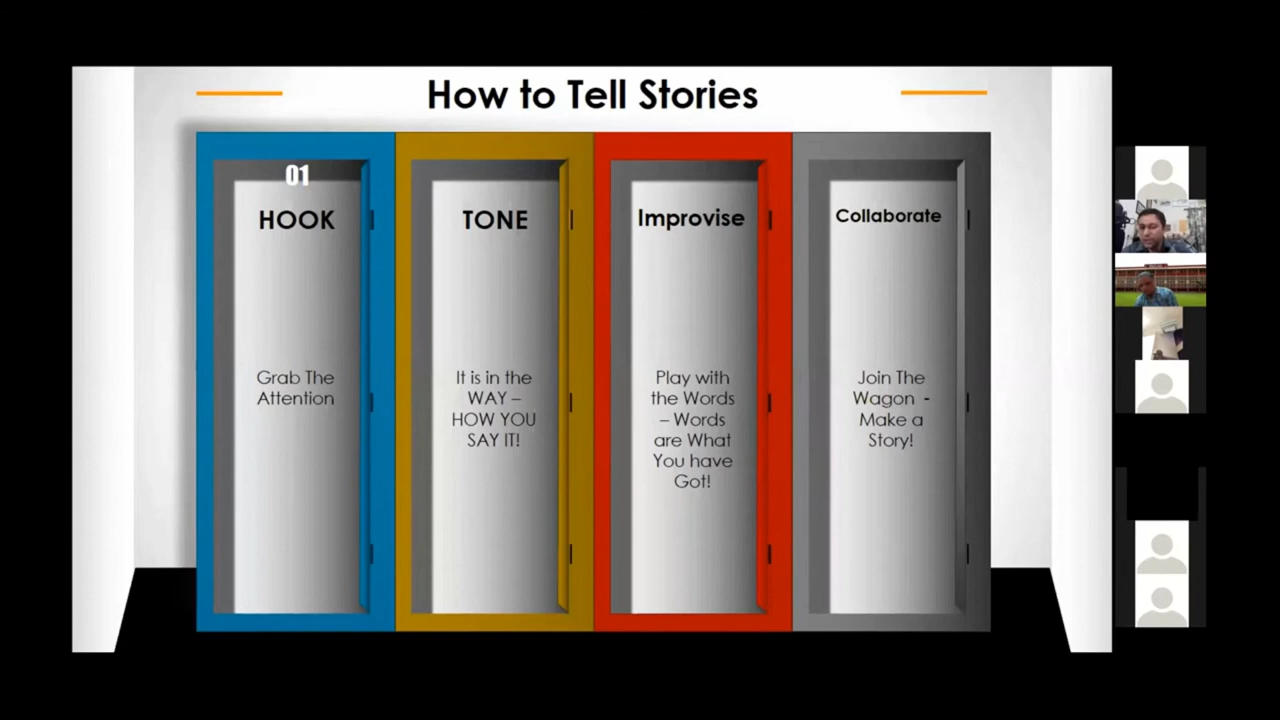 How to Tell Stories
01
HOOK
Grab The
Attention
TONE
It is in the
WAY –
HOW YOU
SAY IT!
Improvise
Play with
the Words
– Words
are What
You have
Got!
Collaborate
Join The
Wagon -
Make a
Story!